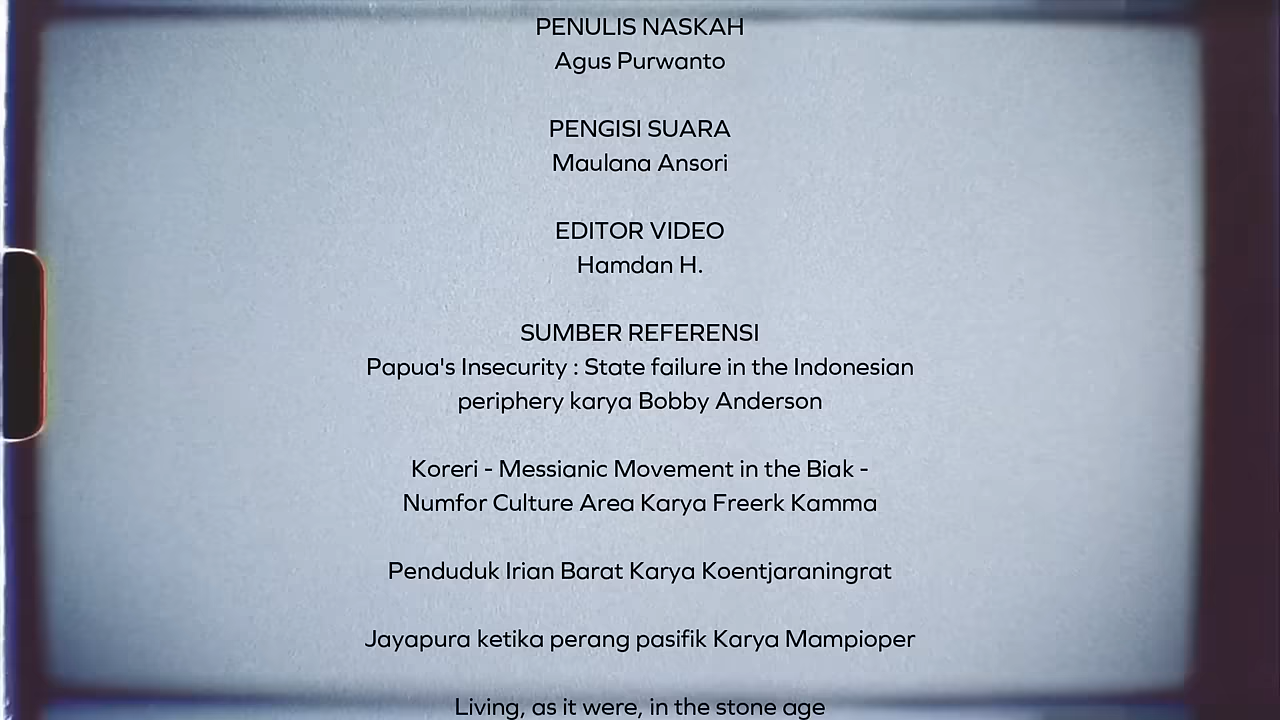 PENULIS NASKAH
Agus Purwanto
PENGISI SUARA
Maulana Ansori
EDITOR VIDEO
Hamdan H.
SUMBER REFERENSI
Papua's Insecurity : State failure in the Indonesian
periphery karya Bobby Anderson
Koreri - Messianic Movement in the Biak -
Numfor Culture Area Karya Freerk Kamma
Penduduk Irian Barat Karya Koentjaraningrat
Jayapura ketika perang pasifik Karya Mampioper
Living, as it were, in the stone age